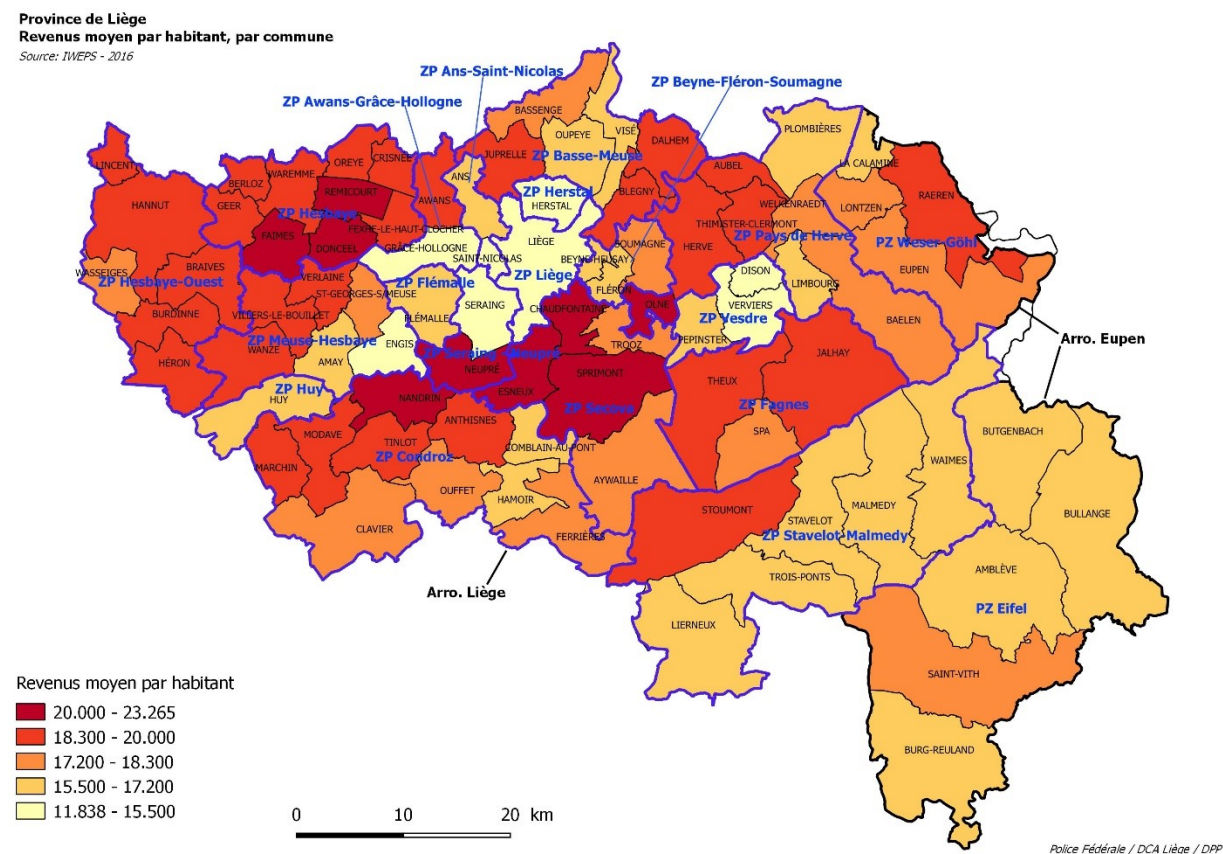 Province de Liège
Revenus moyen par habitant, par commune
Source: IWEPS - 2016
ZP Ans-Saint-Nicolas
ZP Beyne-Fléron-Soumagne
ZP Awans-Grâce-Hollogne
BASSENGE
PLOMBIÈRES
OUPEYE
VISÉ
DALHEM
LINCENT
OREYE
CRISNÉE
JUPRELLE
ZP Basse-Meuse
LA CALAMINE
WAREMME
AUBEL
ANS
BERLOZ
REMICOURT
BLEGNY
ZP Herstal
RAEREN
HANNUT
GEER
AWANS
HERSTAL
WELKENRAEDT
LONTZEN
ZP Hesbaye
THIMISTER-CLERMONT
FEXHE-LE-HAUT-CLOCHER
FAIMES
DONCEEL
GRÂCE-HOLLOGNE
LIÈGE
SOUMAGNE
HERVE
ZP Pays de Herve
PZ Weser-Göhl
SAINT-NICOLAS
BEYNE-HEUSAY
WASSEIGES
BRAIVES
VERLAINE
ZP Flémalle
ZP Liège
DISON
EUPEN
ZP Hesbaye-Ouest
ST-GEORGES-S/MEUSE
FLÉRON
LIMBOURG
BURDINNE
VILLERS-LE-BOUILLET
FLÉMALLE
SERAING
CHAUDFONTAINE
OLNE
VERVIERS
ZP Vesdre
BAELEN
ZP Meuse-Hesbaye
WANZE
TROOZ
PEPINSTER
Arro. Eupen
HÉRON
AMAY
ENGIS
ZP Seraing - Neupré
NEUPRÉ
SPRIMONT
JALHAY
ZP Huy
HUY
NANDRIN
ESNEUX
THEUX
ZP Secova
ZP Fagnes
ANTHISNES
BUTGENBACH
MODAVE
TINLOT
COMBLAIN-AU-PONT
SPA
ZP Condroz
WAIMES
MARCHIN
AYWAILLE
OUFFET
HAMOIR
STOUMONT
MALMEDY
BULLANGE
STAVELOT
CLAVIER
FERRIÈRES
ZP Stavelot-Malmedy
AMBLÈVE
TROIS-PONTS
Arro. Liège
PZ Eifel
LIERNEUX
SAINT-VITH
BURG-REULAND
Revenus moyen par habitant
20.000 - 23.265
18.300 - 20.000
17.200 - 18.300
15.500 - 17.200
11.838 - 15.500
0 10 20 km
Police Fédérale / DCA Liège / DPP